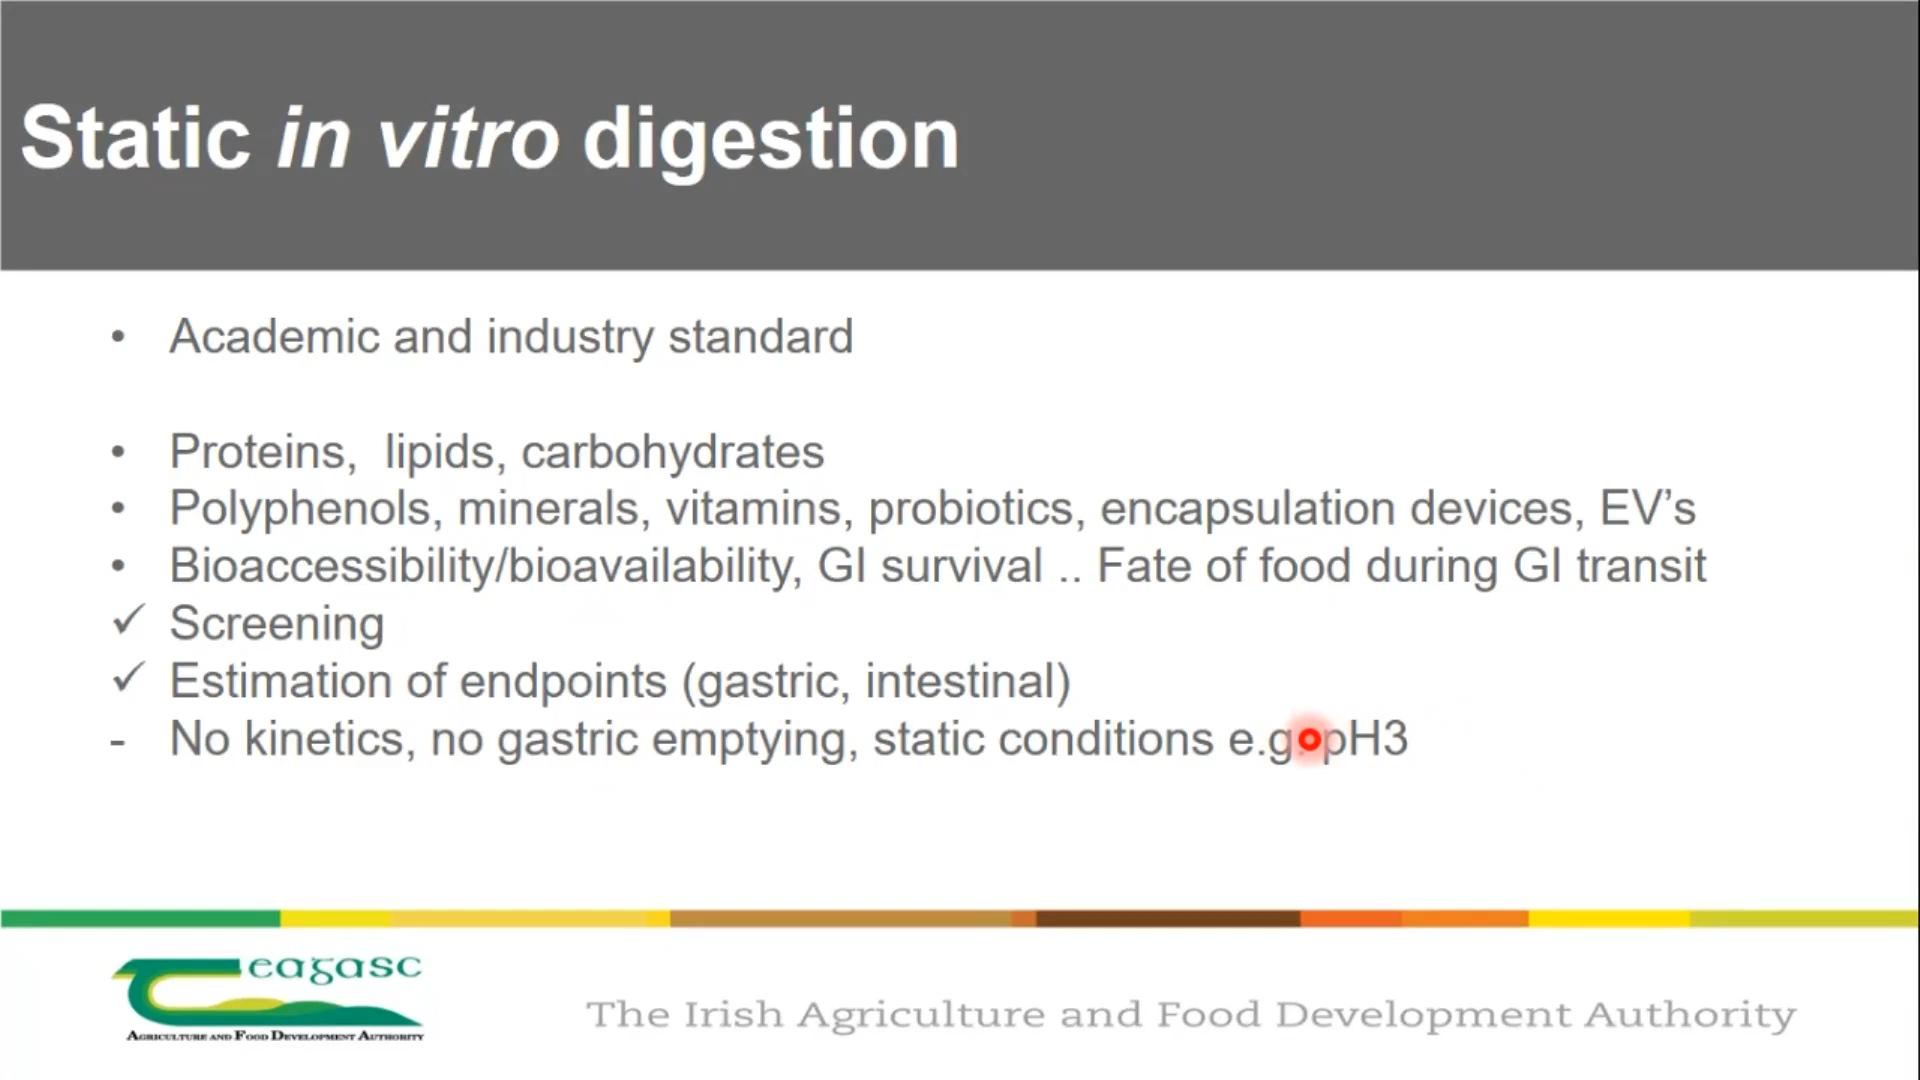 Static in vitro digestion
• Academic and industry standard
• Proteins, lipids, carbohydrates
• Polyphenols, minerals, vitamins, probiotics, encapsulation devices, EV’s
• Bioaccessibility/bioavailability, GI survival .. Fate of food during GI transit
✓ Screening
✓ Estimation of endpoints (gastric, intestinal)
- No kinetics, no gastric emptying, static conditions e.g. pH3
Teagasc
AGRICULTURE AND FOOD DEVELOPMENT AUTHORITY
The Irish Agriculture and Food Development Authority